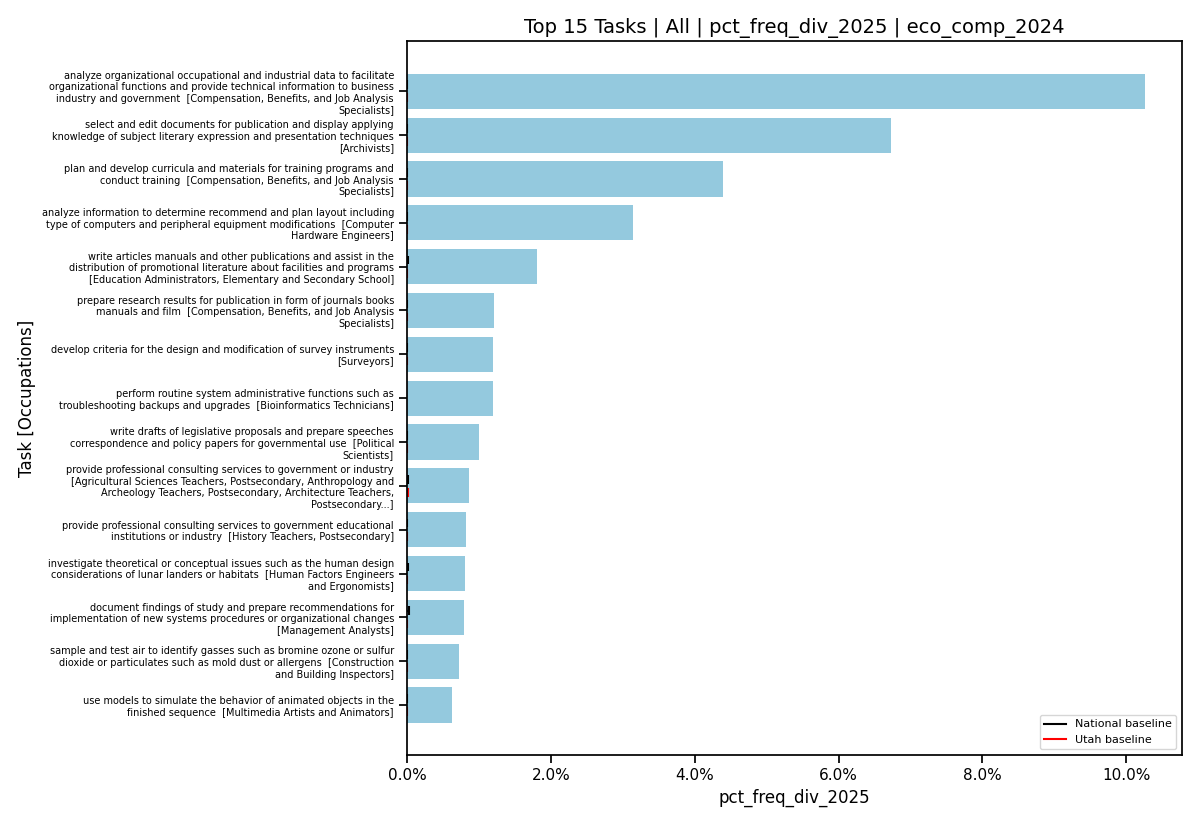 Top 15 Tasks | All | pct_freq_div_2025 | eco_comp_2024
analyze organizational occupational and industrial data to facilitate
organizational functions and provide technical information to business
industry and government  [Compensation, Benefits, and Job Analysis
Specialists]
select and edit documents for publication and display applying
knowledge of subject literary expression and presentation techniques
[Archivists]
plan and develop curricula and materials for training programs and
conduct training  [Compensation, Benefits, and Job Analysis
Specialists]
analyze information to determine recommend and plan layout including
type of computers and peripheral equipment modifications  [Computer
Hardware Engineers]
write articles manuals and other publications and assist in the
distribution of promotional literature about facilities and programs
[Education Administrators, Elementary and Secondary School]
prepare research results for publication in form of journals books
manuals and film  [Compensation, Benefits, and Job Analysis
Specialists]
develop criteria for the design and modification of survey instruments
[Surveyors]
perform routine system administrative functions such as
troubleshooting backups and upgrades  [Bioinformatics Technicians]
write drafts of legislative proposals and prepare speeches
correspondence and policy papers for governmental use  [Political
Scientists]
provide professional consulting services to government or industry
[Agricultural Sciences Teachers, Postsecondary, Anthropology and
Archeology Teachers, Postsecondary, Architecture Teachers,
Postsecondary...]
provide professional consulting services to government educational
institutions or industry  [History Teachers, Postsecondary]
investigate theoretical or conceptual issues such as the human design
considerations of lunar landers or habitats  [Human Factors Engineers
and Ergonomists]
document findings of study and prepare recommendations for
implementation of new systems procedures or organizational changes
[Management Analysts]
sample and test air to identify gasses such as bromine ozone or sulfur
dioxide or particulates such as mold dust or allergens  [Construction
and Building Inspectors]
use models to simulate the behavior of animated objects in the
finished sequence  [Multimedia Artists and Animators]
Task [Occupations]
National baseline
Utah baseline
0.0% 2.0% 4.0% 6.0% 8.0% 10.0%
pct_freq_div_2025